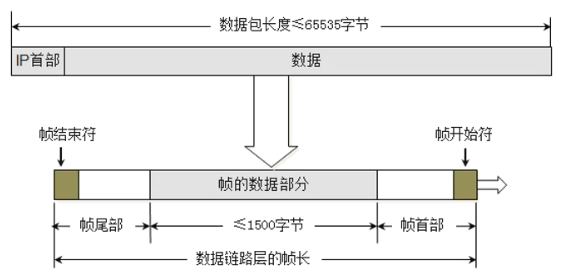 数据包长度≤65535字节
IP首部
数据
帧结束符
帧开始符
帧的数据部分
帧尾部
≤1500字节
帧首部
数据链路层的帧长